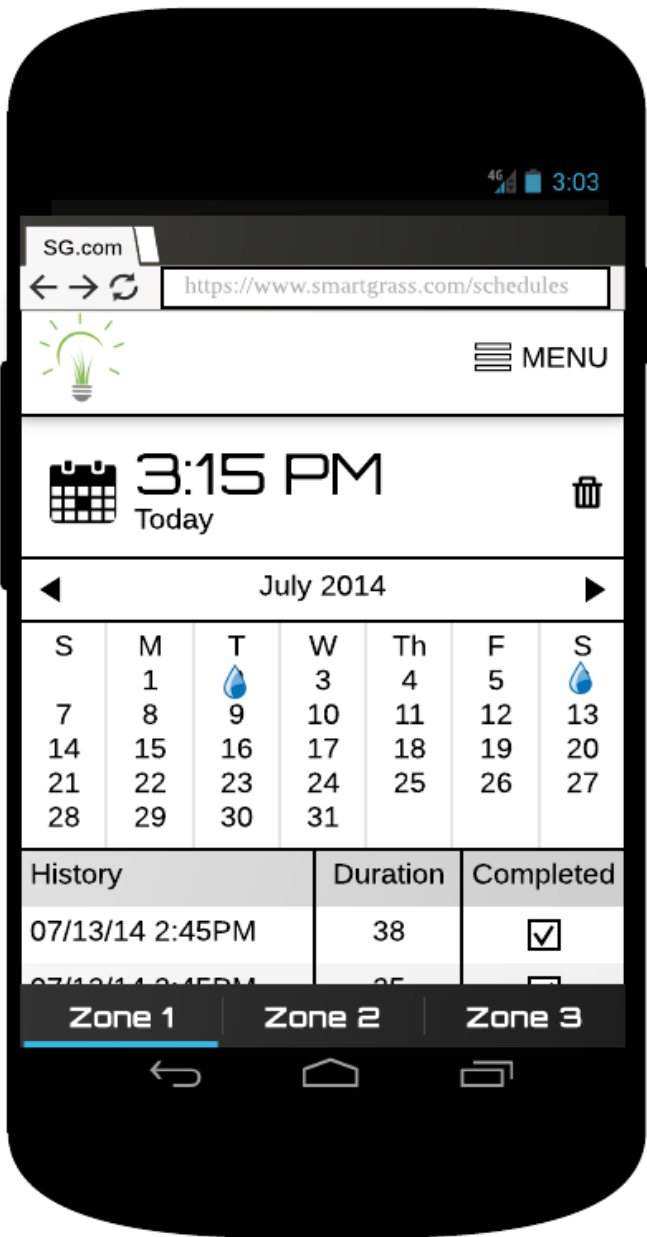 4G 3:03
SG.com
https://www.smartgrass.com/schedules
MENU
3:15 PM
Today
July 2014
S M T W Th F S
1 3 4 5
7 8 9 10 11 12 13
14 15 16 17 18 19 20
21 22 23 24 25 26 27
28 29 30 31
History Duration Completed
07/13/14 2:45PM 38
Zone 1 Zone 2 Zone 3